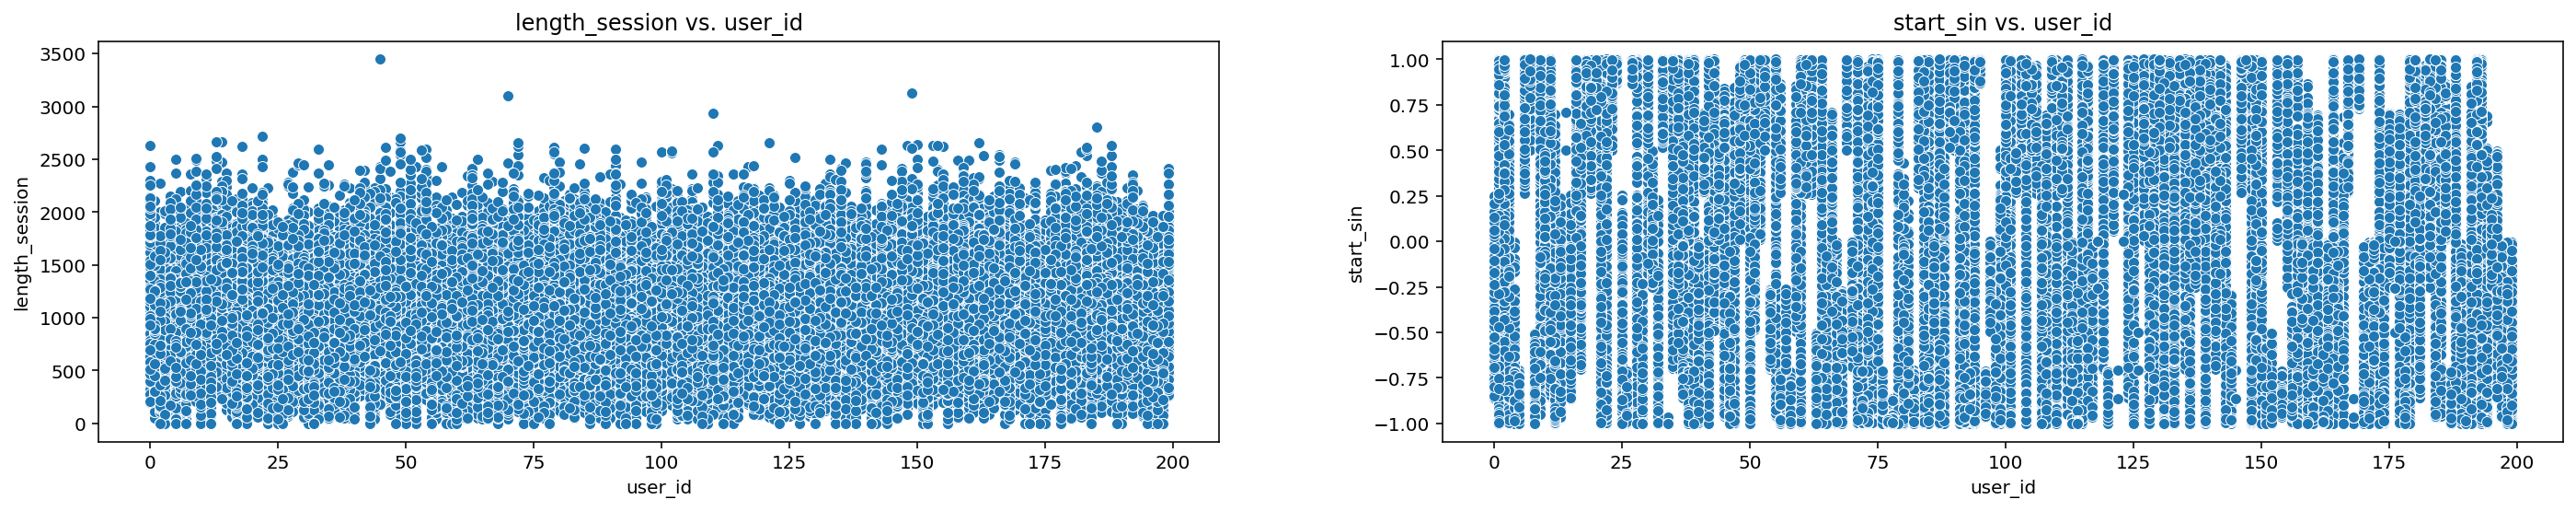 length_session vs. user_id
3500
3000
2500
2000
1500
1000
500
0
length_session
0 25 50 75 100 125 150 175 200
user_id
start_sin vs. user_id
1.00
0.75
0.50
0.25
0.00
−0.25
−0.50
−0.75
−1.00
start_sin
0 25 50 75 100 125 150 175 200
user_id